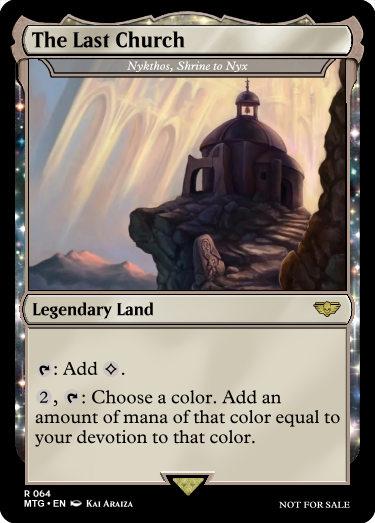 The Last Church
Nykthos, Shrine to Nyx
Legendary Land
: Add .
2, : Choose a color. Add an
amount of mana of that color equal to
your devotion to that color.
R 064
MTG • EN Kai Araiza
NOT FOR SALE